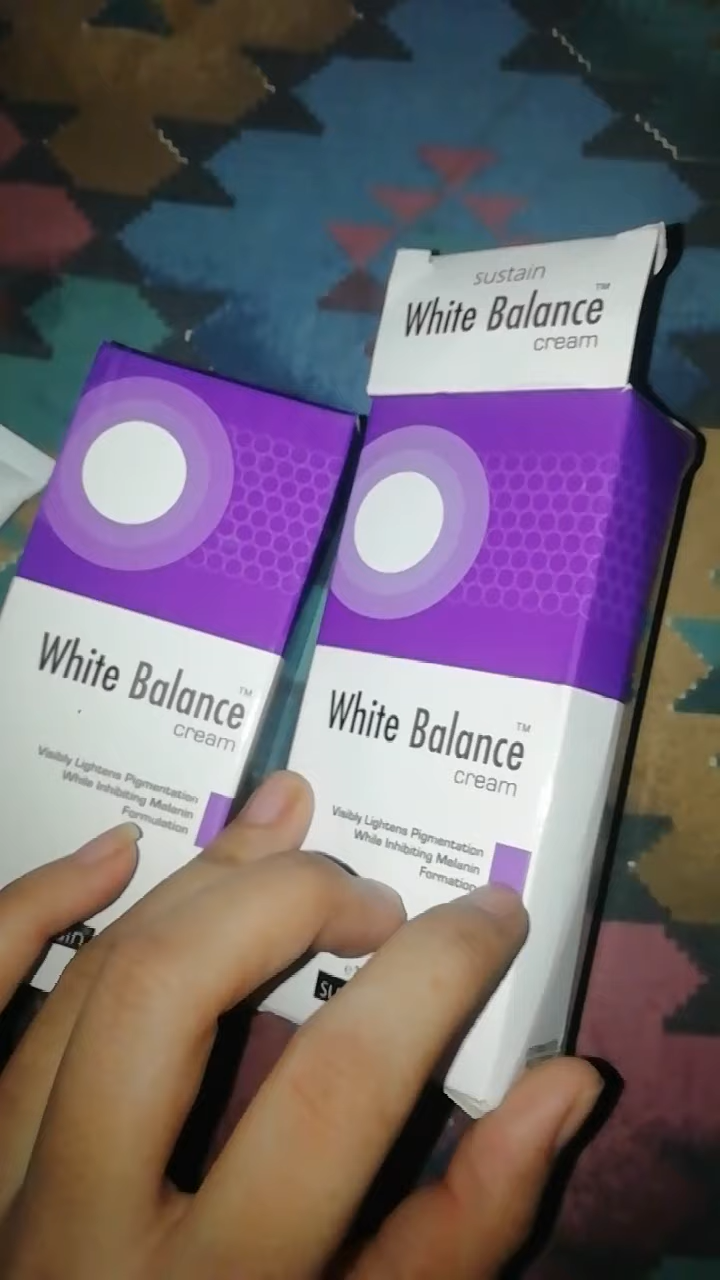 sustain
White Balance™
cream
White Balance™
cream
Visibly Lightens Pigmentation
While Inhibiting Melanin
Formulation
White Balance™
cream
Visibly Lightens Pigmentation
While Inhibiting Melanin
Formation